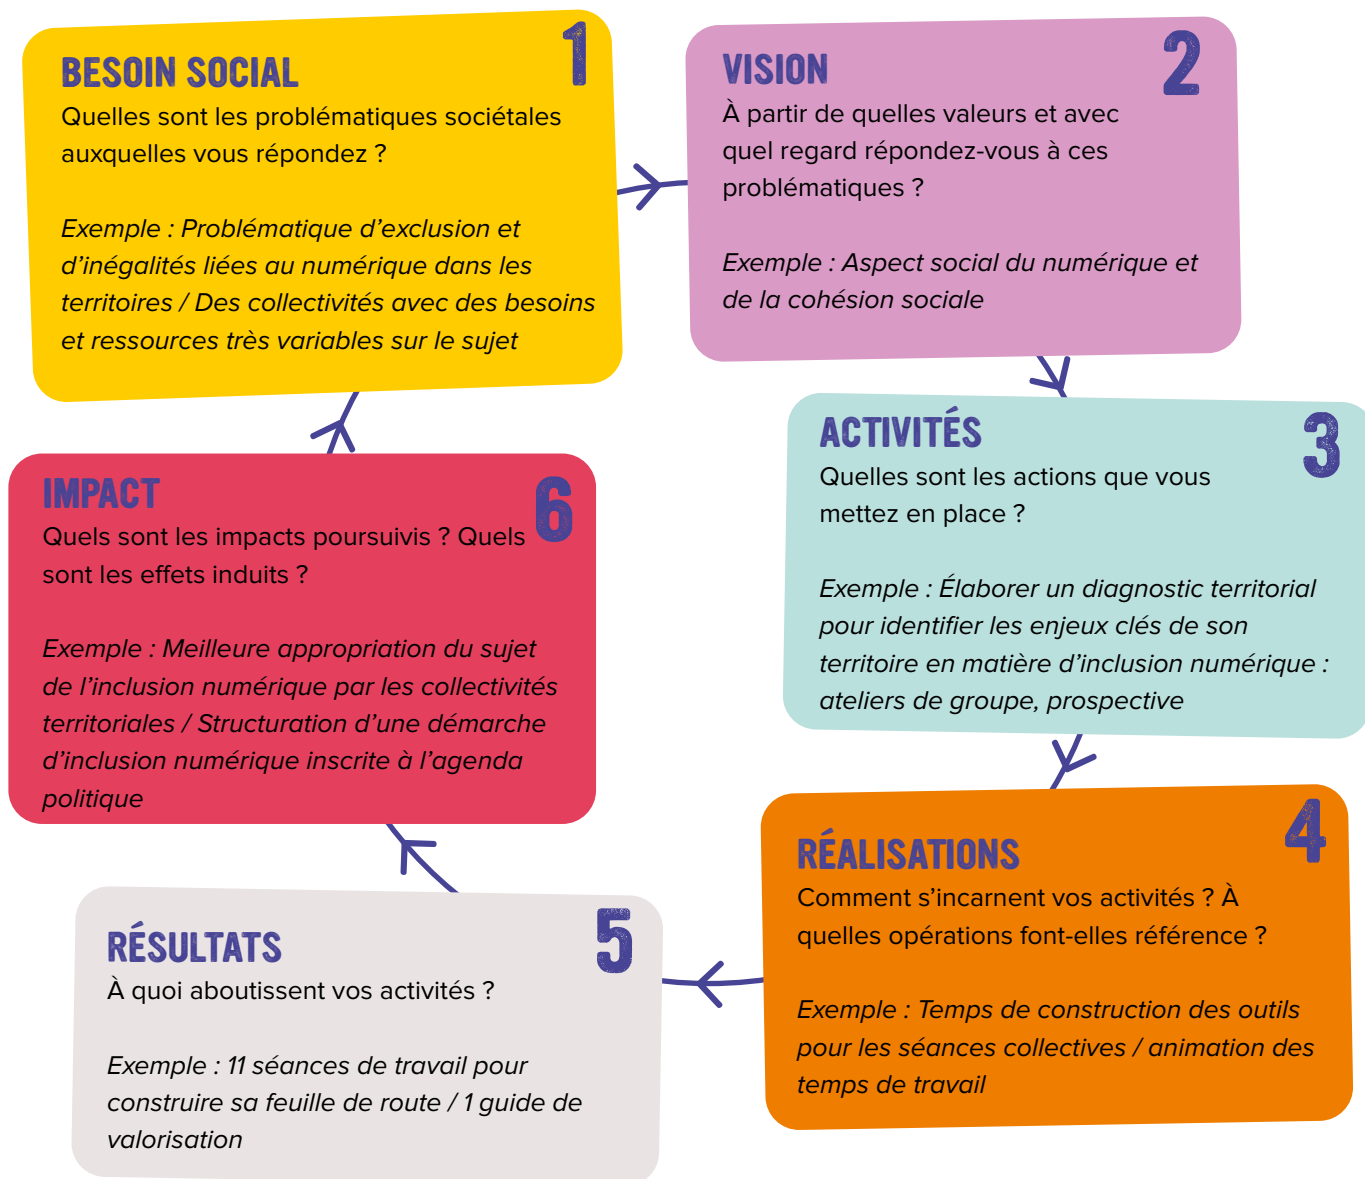 1
BESOIN SOCIAL
Quelles sont les problématiques sociétales
auxquelles vous répondez ?
Exemple : Problématique d’exclusion et
d’inégalités liées au numérique dans les
territoires / Des collectivités avec des besoins
et ressources très variables sur le sujet
2
VISION
À partir de quelles valeurs et avec
quel regard répondez-vous à ces
problématiques ?
Exemple : Aspect social du numérique et
de la cohésion sociale
3
ACTIVITÉS
Quelles sont les actions que vous
mettez en place ?
Exemple : Élaborer un diagnostic territorial
pour identifier les enjeux clés de son
territoire en matière d’inclusion numérique :
ateliers de groupe, prospective
4
RÉALISATIONS
Comment s’incarnent vos activités ? À
quelles opérations font-elles référence ?
Exemple : Temps de construction des outils
pour les séances collectives / animation des
temps de travail
5
RÉSULTATS
À quoi aboutissent vos activités ?
Exemple : 11 séances de travail pour
construire sa feuille de route / 1 guide de
valorisation
6
IMPACT
Quels sont les impacts poursuivis ? Quels
sont les effets induits ?
Exemple : Meilleure appropriation du sujet
de l’inclusion numérique par les collectivités
territoriales / Structuration d’une démarche
d’inclusion numérique inscrite à l’agenda
politique